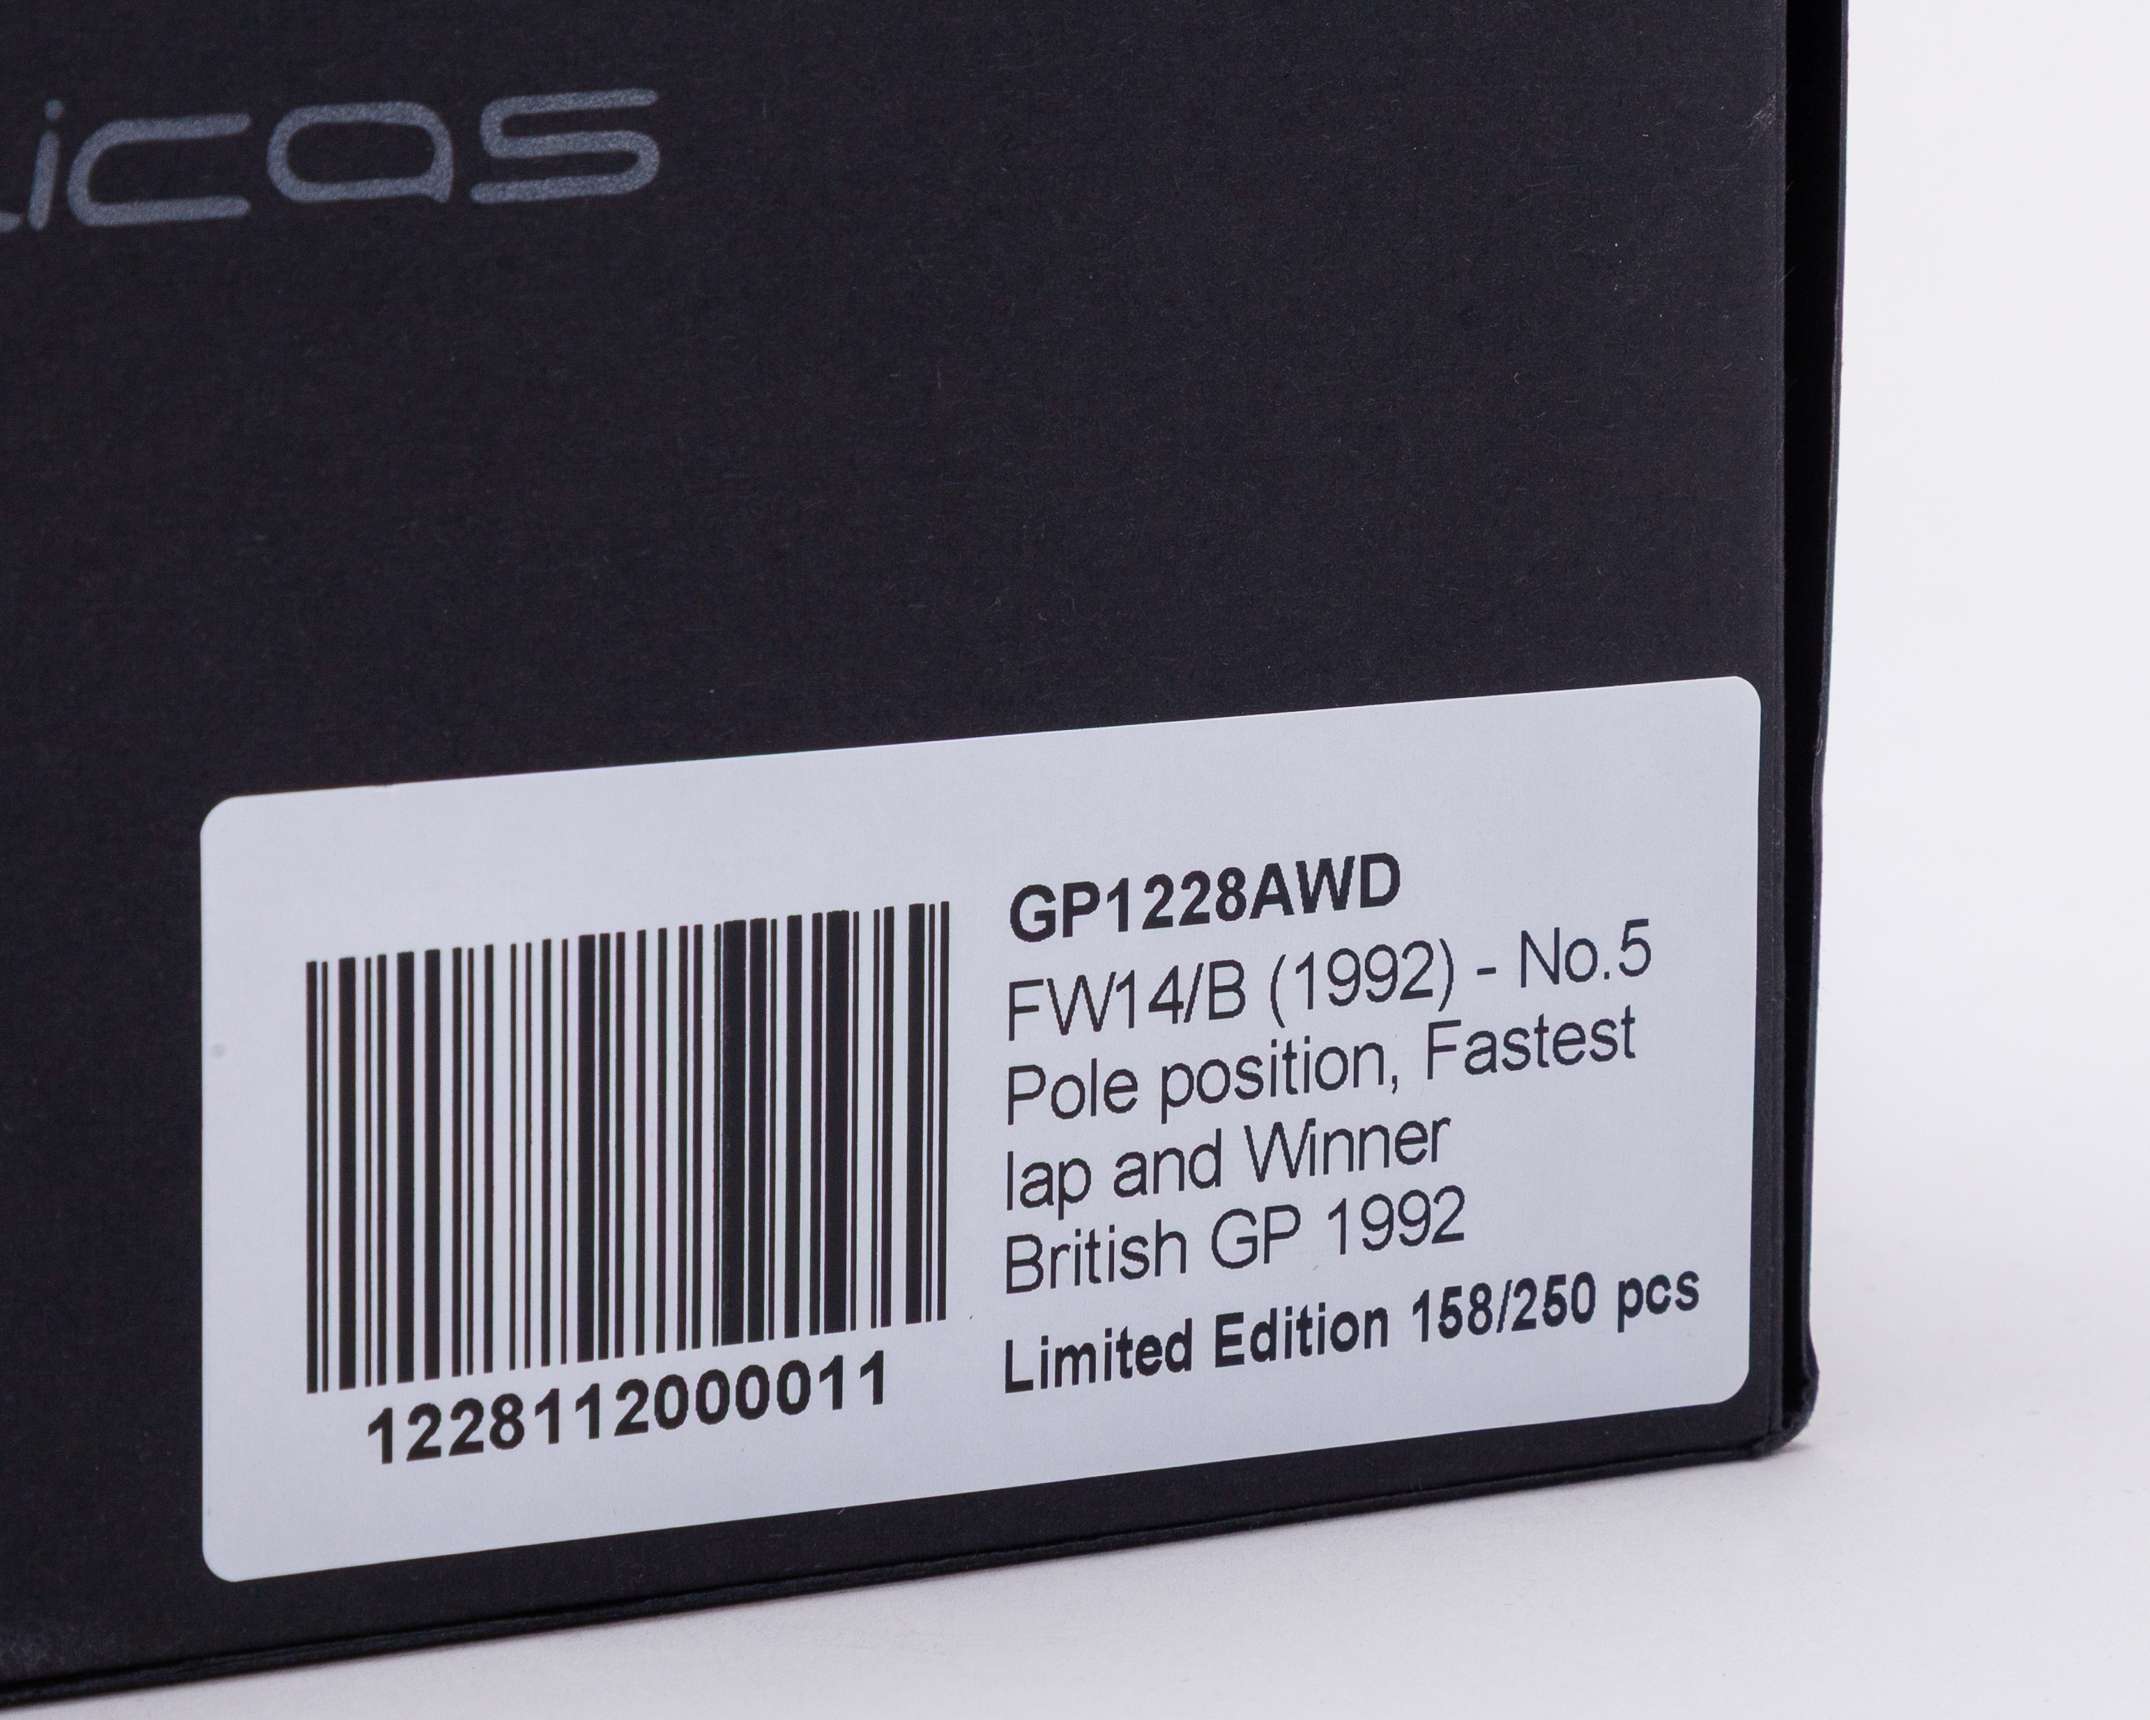 licas
GP1228AWD
FW14/B (1992) - No.5
Pole position, Fastest
lap and Winner
British GP 1992
Limited Edition 158/250 pcs
1228112000011